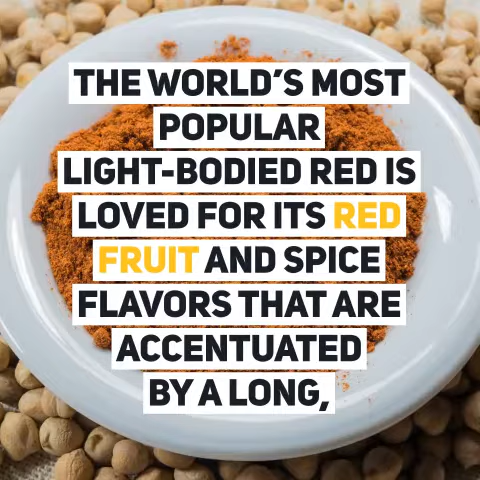 THE WORLD'S MOST
POPULAR
LIGHT-BODIED RED IS
LOVED FOR ITS RED
FRUIT AND SPICE
FLAVORS THAT ARE
ACCENTUATED
BY A LONG,